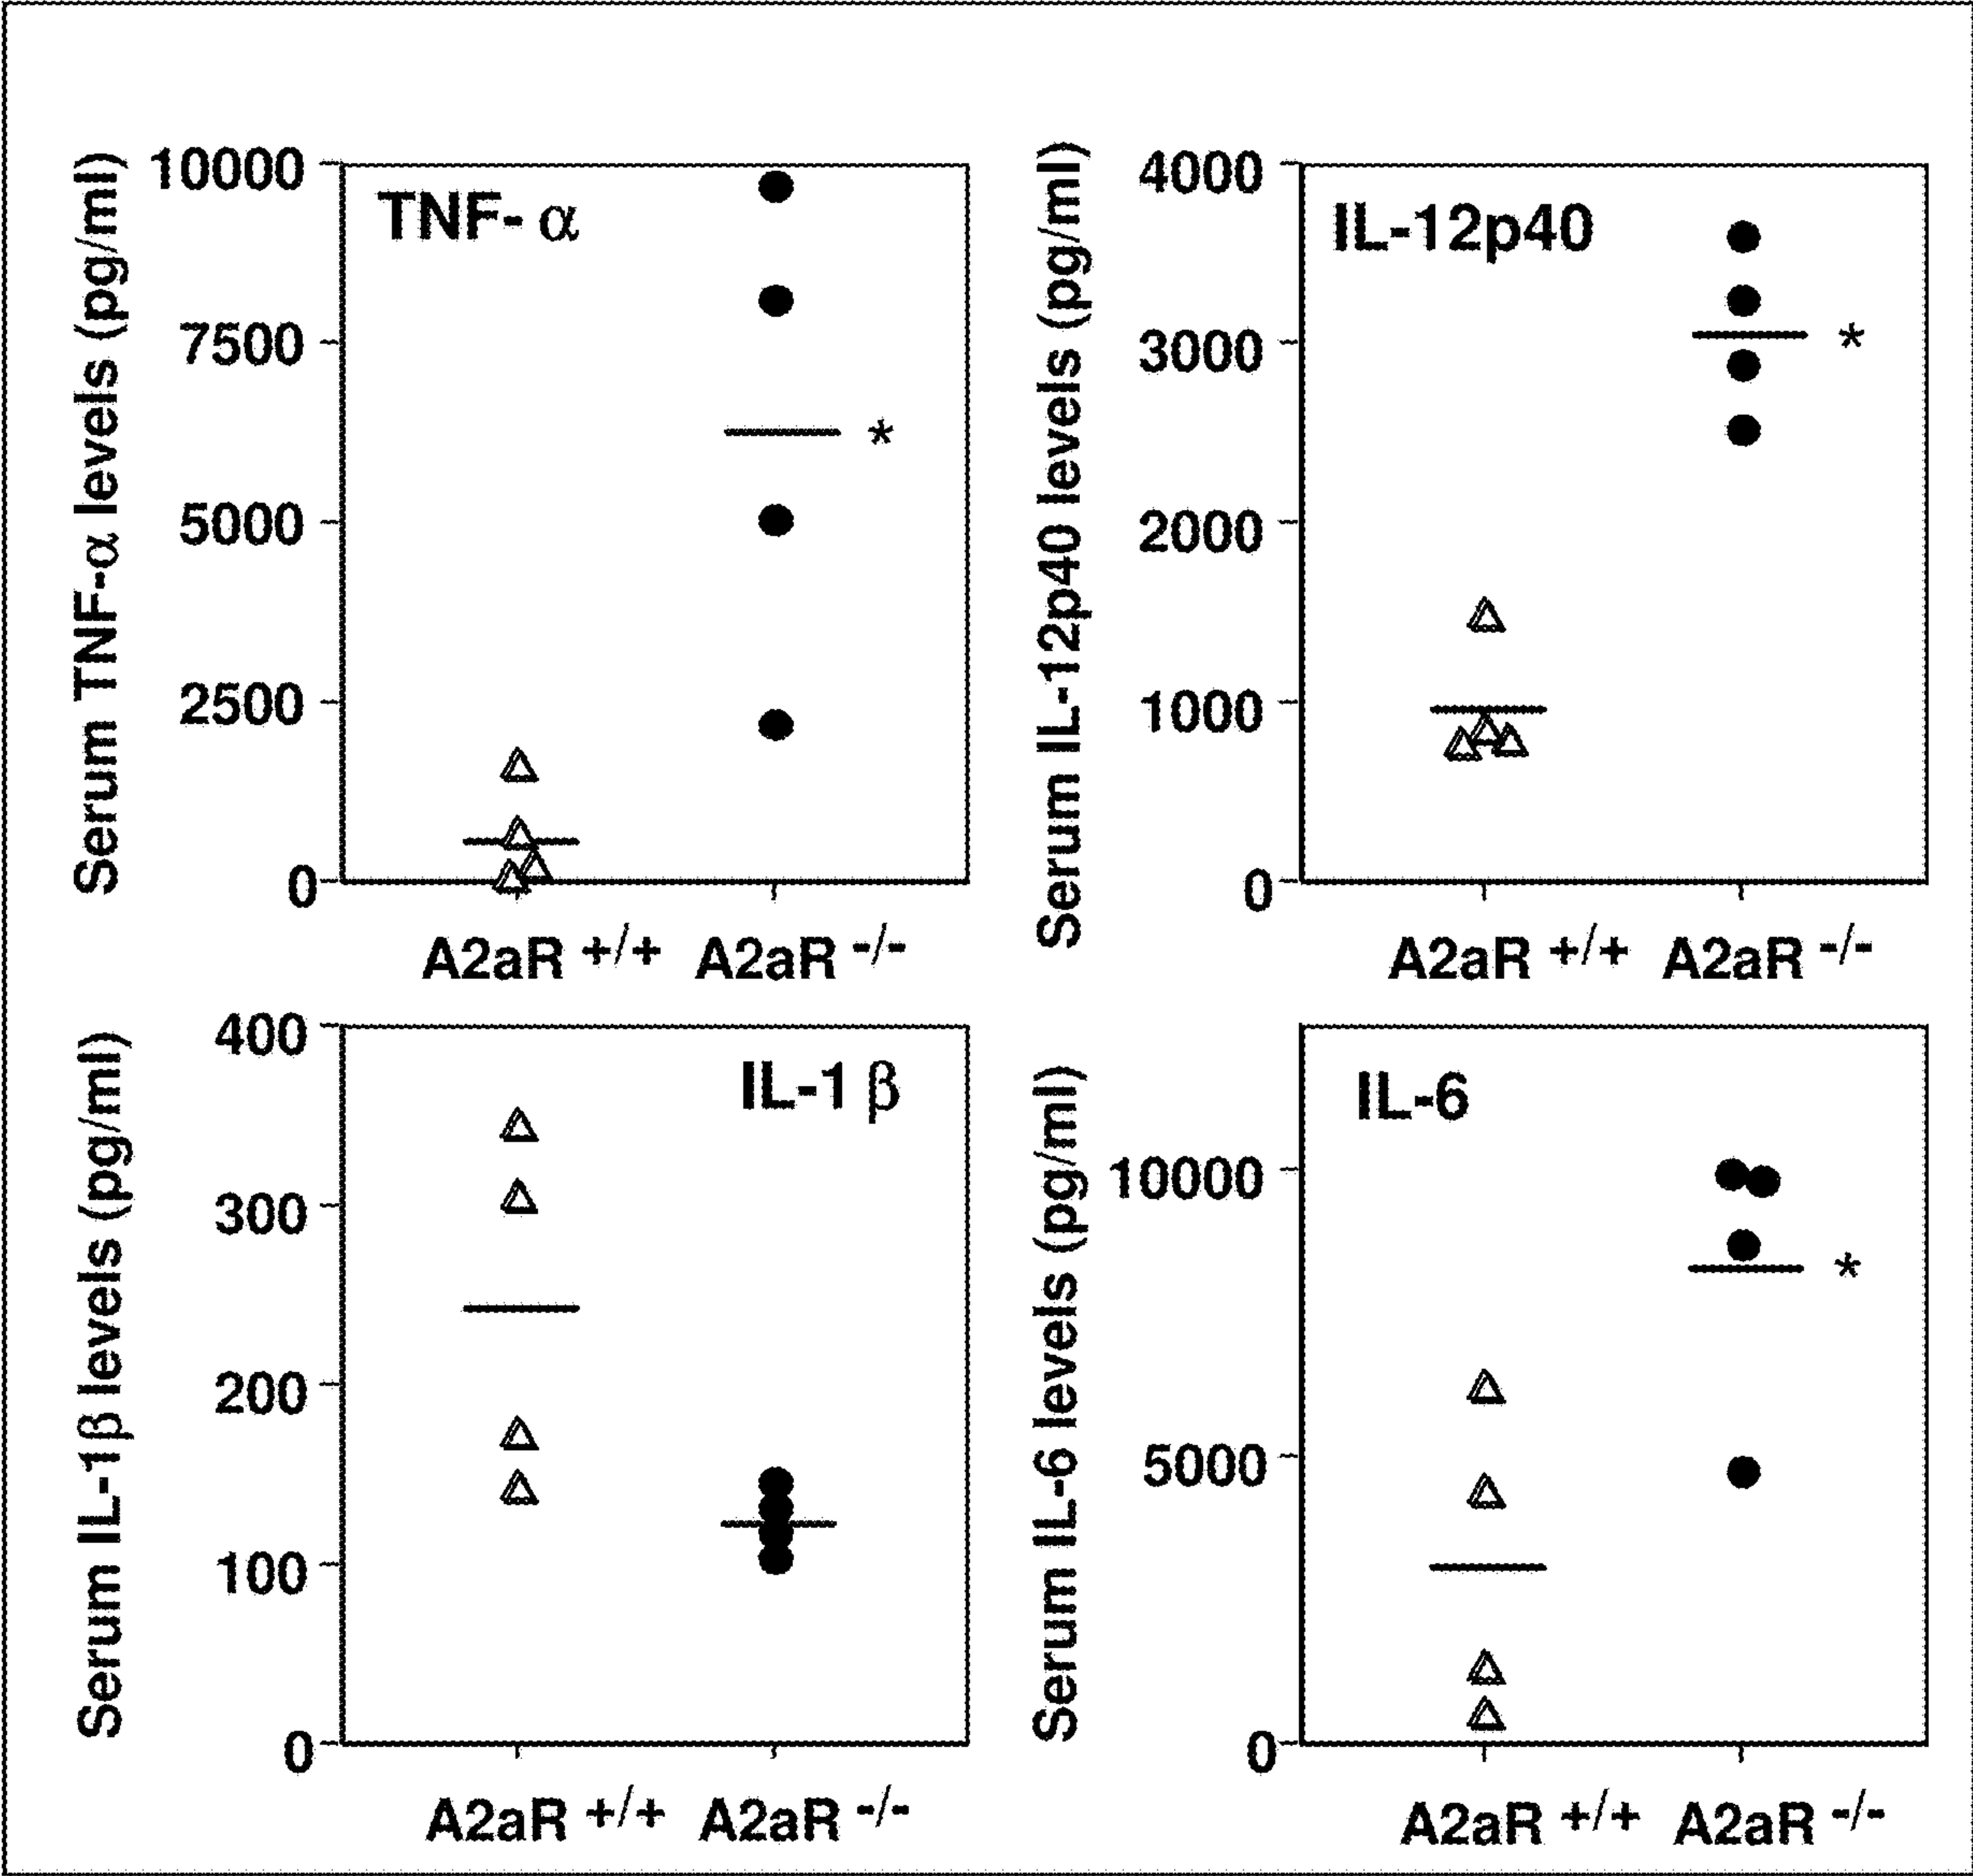 Serum TNF-α levels (pg/ml)
10000
7500
5000
2500
0
TNF- α
*
A2aR +/+ A2aR -/-
Serum IL-12p40 levels (pg/ml)
4000
3000
2000
1000
0
IL-12p40
*
A2aR +/+ A2aR -/-
Serum IL-1β levels (pg/ml)
400
300
200
100
0
IL-1 β
A2aR +/+ A2aR -/-
Serum IL-6 levels (pg/ml)
10000
5000
0
IL-6
*
A2aR +/+ A2aR -/-